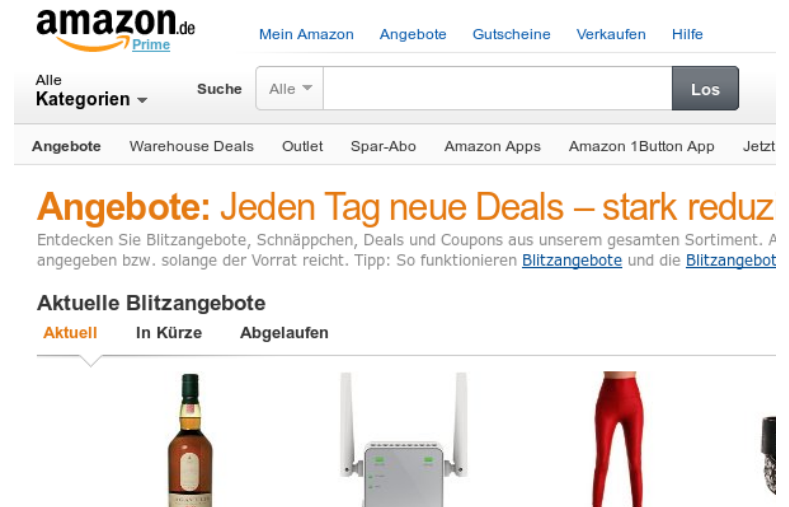 amazon.de
Prime
Mein Amazon Angebote Gutscheine Verkaufen Hilfe
Alle
Kategorien
Suche Alle Los
Angebote Warehouse Deals Outlet Spar-Abo Amazon Apps Amazon 1Button App Jetzt
Angebote: Jeden Tag neue Deals – stark reduz
Entdecken Sie Blitzangebote, Schnäppchen, Deals und Coupons aus unserem gesamten Sortiment. A
angegeben bzw. solange der Vorrat reicht. Tipp: So funktionieren Blitzangebote und die Blitzangebot
Aktuelle Blitzangebote
Aktuell In Kürze Abgelaufen